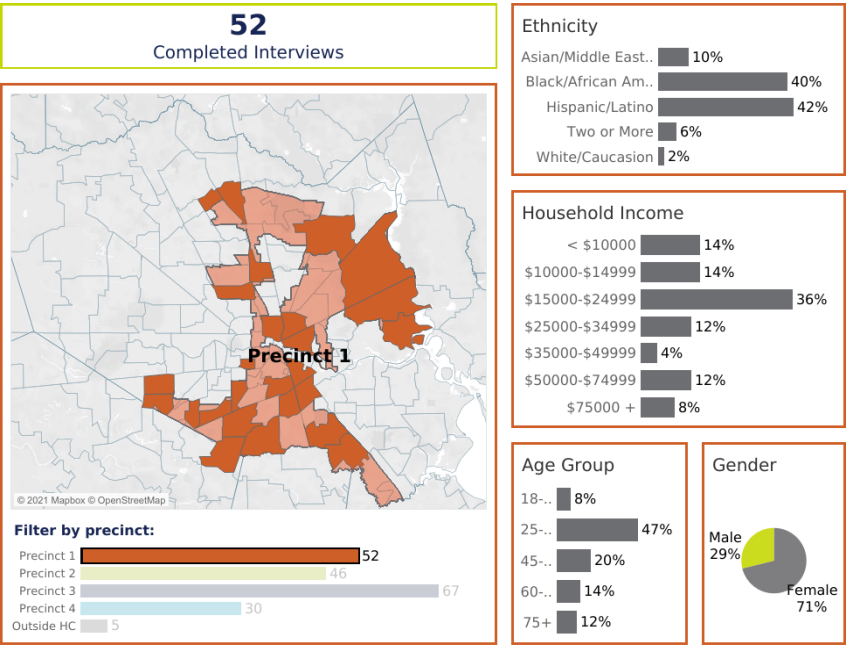 52
Completed Interviews
Precinct 1
© 2021 Mapbox © OpenStreetMap
Filter by precinct:
Precinct 1 52
Precinct 2 46
Precinct 3 67
Precinct 4 30
Outside HC 5
Ethnicity
Asian/Middle East.. 10%
Black/African Am.. 40%
Hispanic/Latino 42%
Two or More 6%
White/Caucasion 2%
Household Income
< $10000 14%
$10000-$14999 14%
$15000-$24999 36%
$25000-$34999 12%
$35000-$49999 4%
$50000-$74999 12%
$75000 + 8%
Age Group
18-.. 8%
25-.. 47%
45-.. 20%
60-.. 14%
75+ 12%
Gender
Male
29%
Female
71%